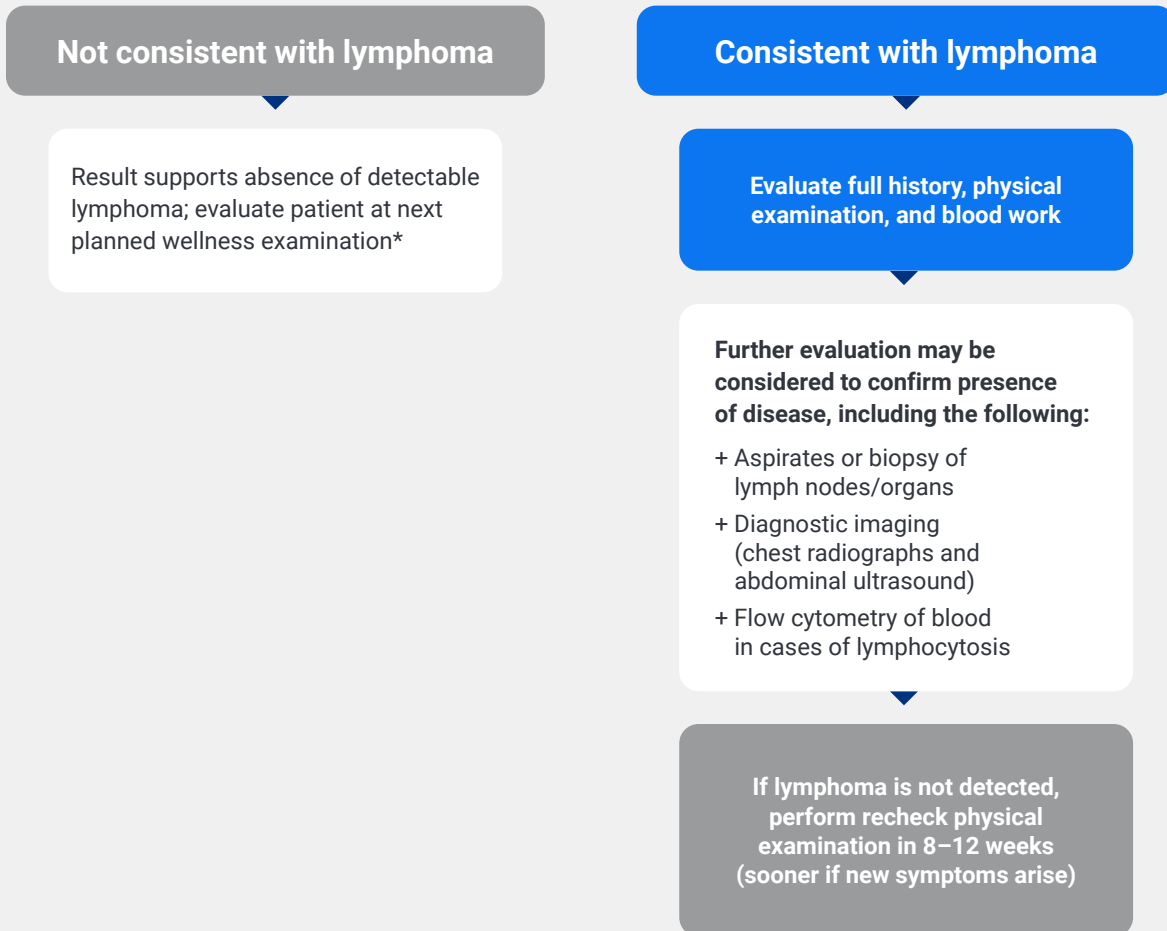 Not consistent with lymphoma
Result supports absence of detectable
lymphoma; evaluate patient at next
planned wellness examination*
Consistent with lymphoma
Evaluate full history, physical
examination, and blood work
Further evaluation may be
considered to confirm presence
of disease, including the following:
+ Aspirates or biopsy of
lymph nodes/organs
+ Diagnostic imaging
(chest radiographs and
abdominal ultrasound)
+ Flow cytometry of blood
in cases of lymphocytosis
If lymphoma is not detected,
perform recheck physical
examination in 8–12 weeks
(sooner if new symptoms arise)